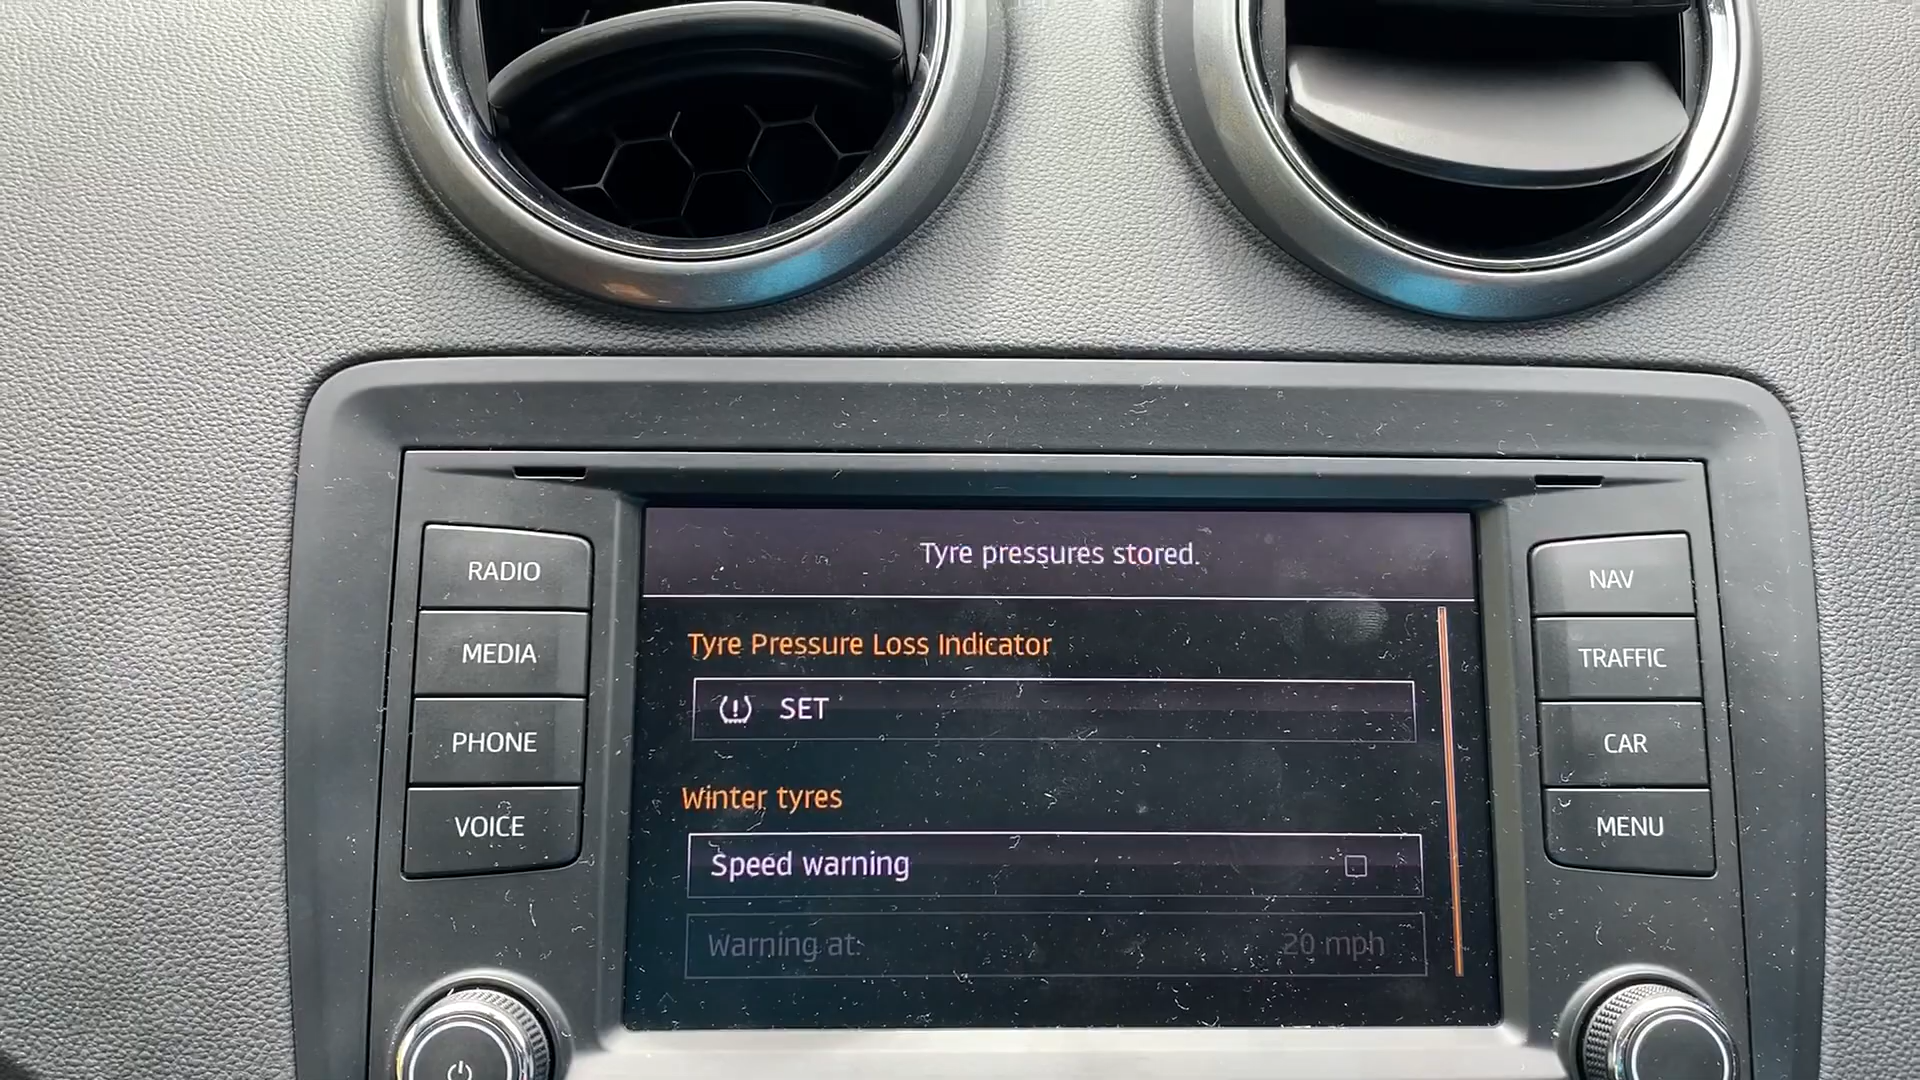 Tyre pressures stored.
RADIO
MEDIA
PHONE
VOICE
Tyre Pressure Loss Indicator
SET
Winter tyres
Speed warning
Warning at:
20 mph
NAV
TRAFFIC
CAR
MENU